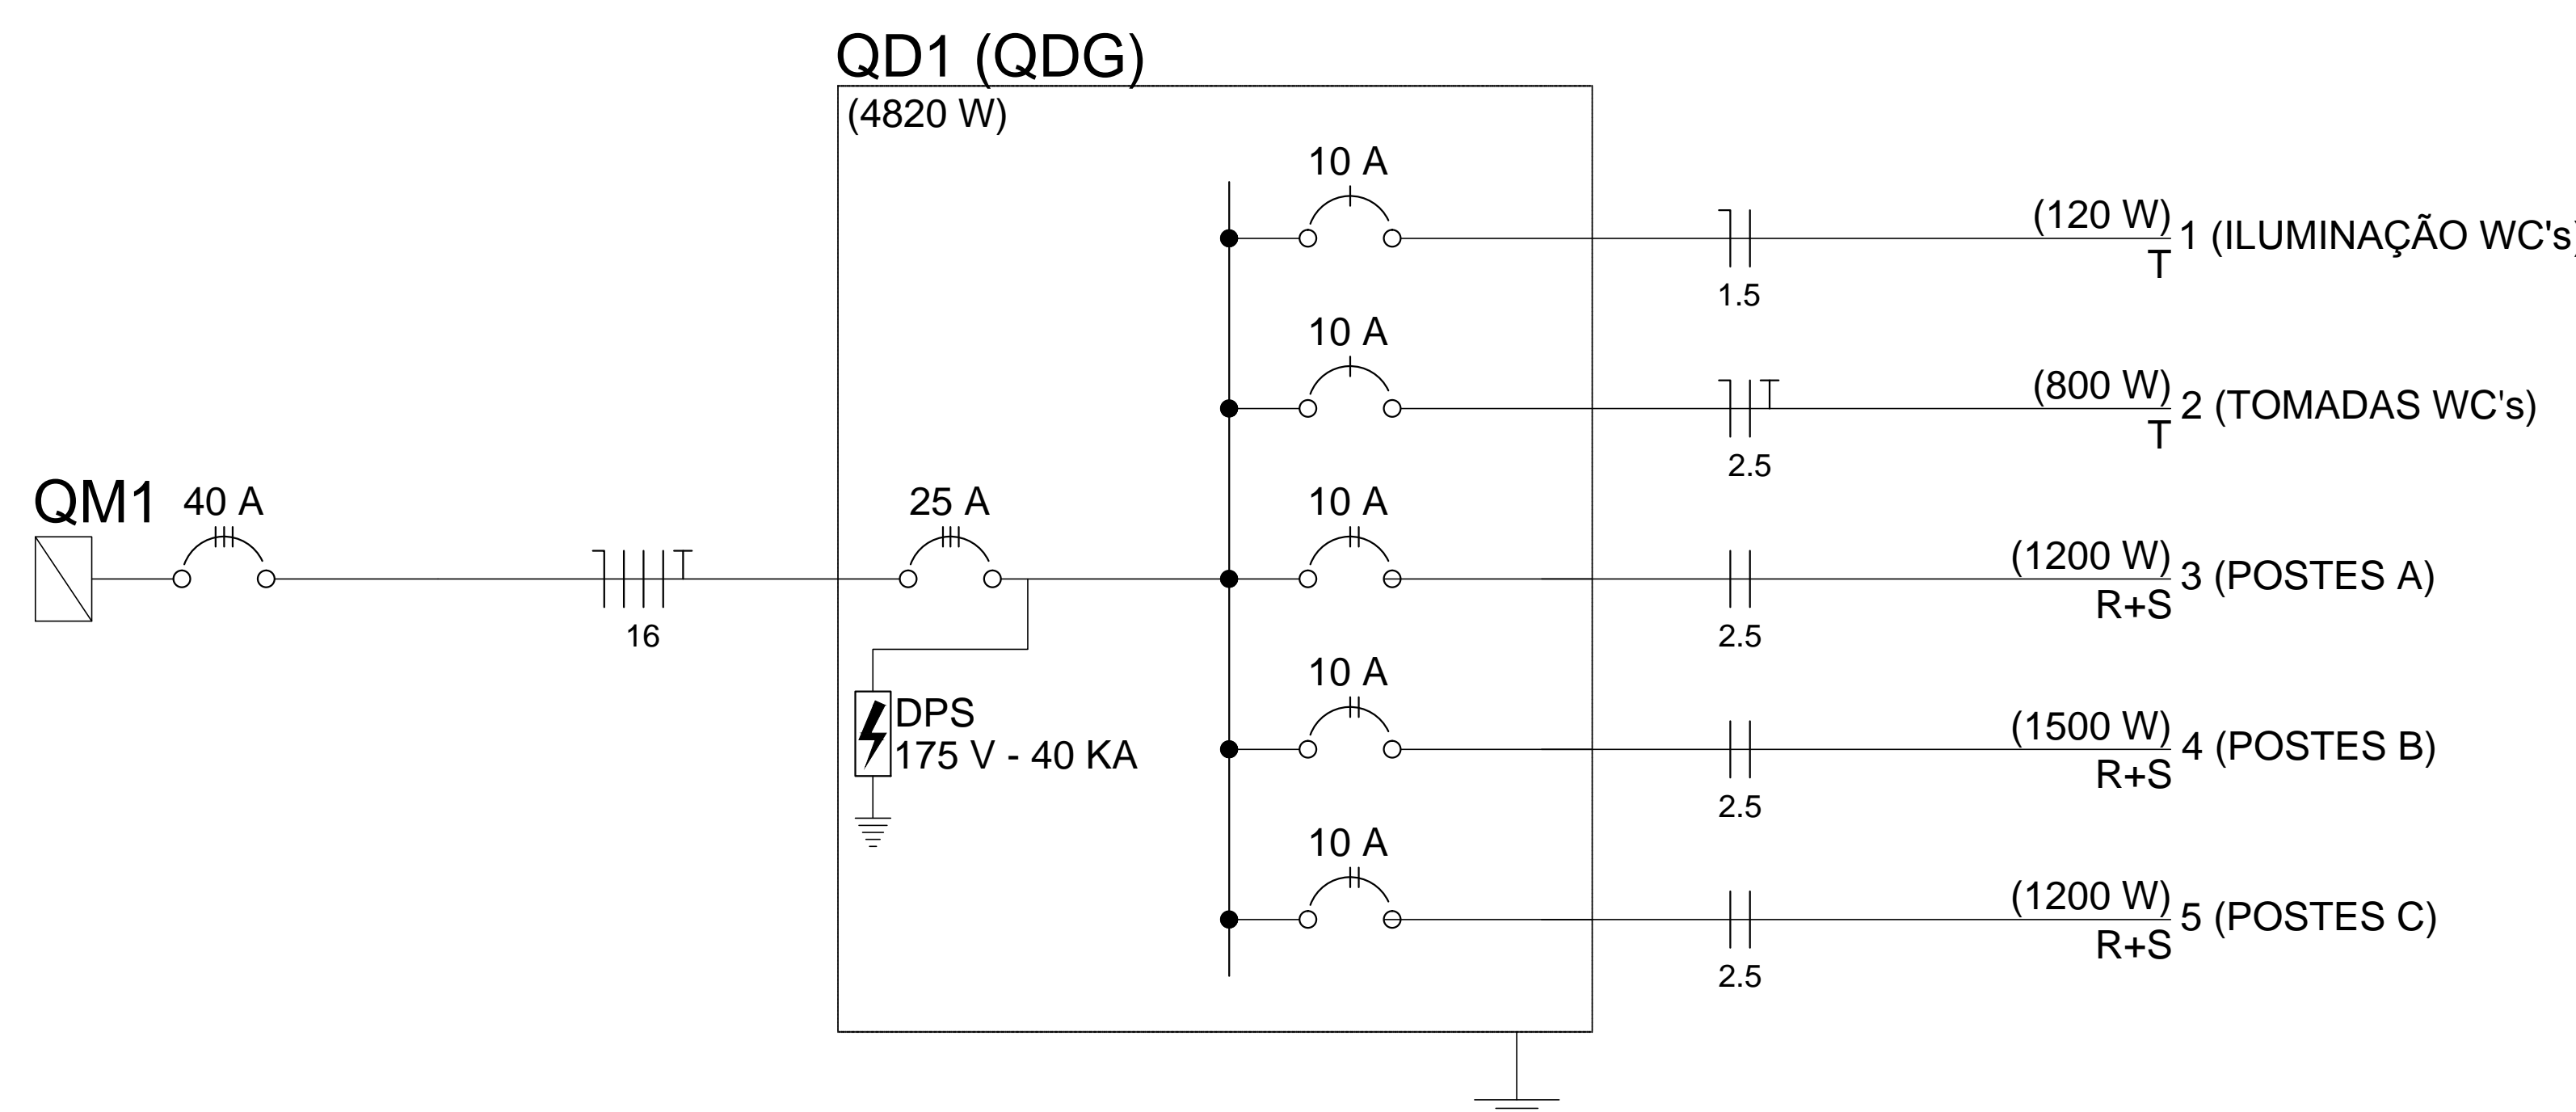 QD1 (QDG)
(4820 W)
10 A
(120 W)
1 (ILUMINAÇÃO WC's)
T
1.5
10 A
(800 W)
2 (TOMADAS WC's)
T
2.5
QM1
40 A
16
25 A
10 A
(1200 W)
3 (POSTES A)
R+S
2.5
DPS
175 V - 40 KA
10 A
(1500 W)
4 (POSTES B)
R+S
2.5
10 A
(1200 W)
5 (POSTES C)
R+S
2.5